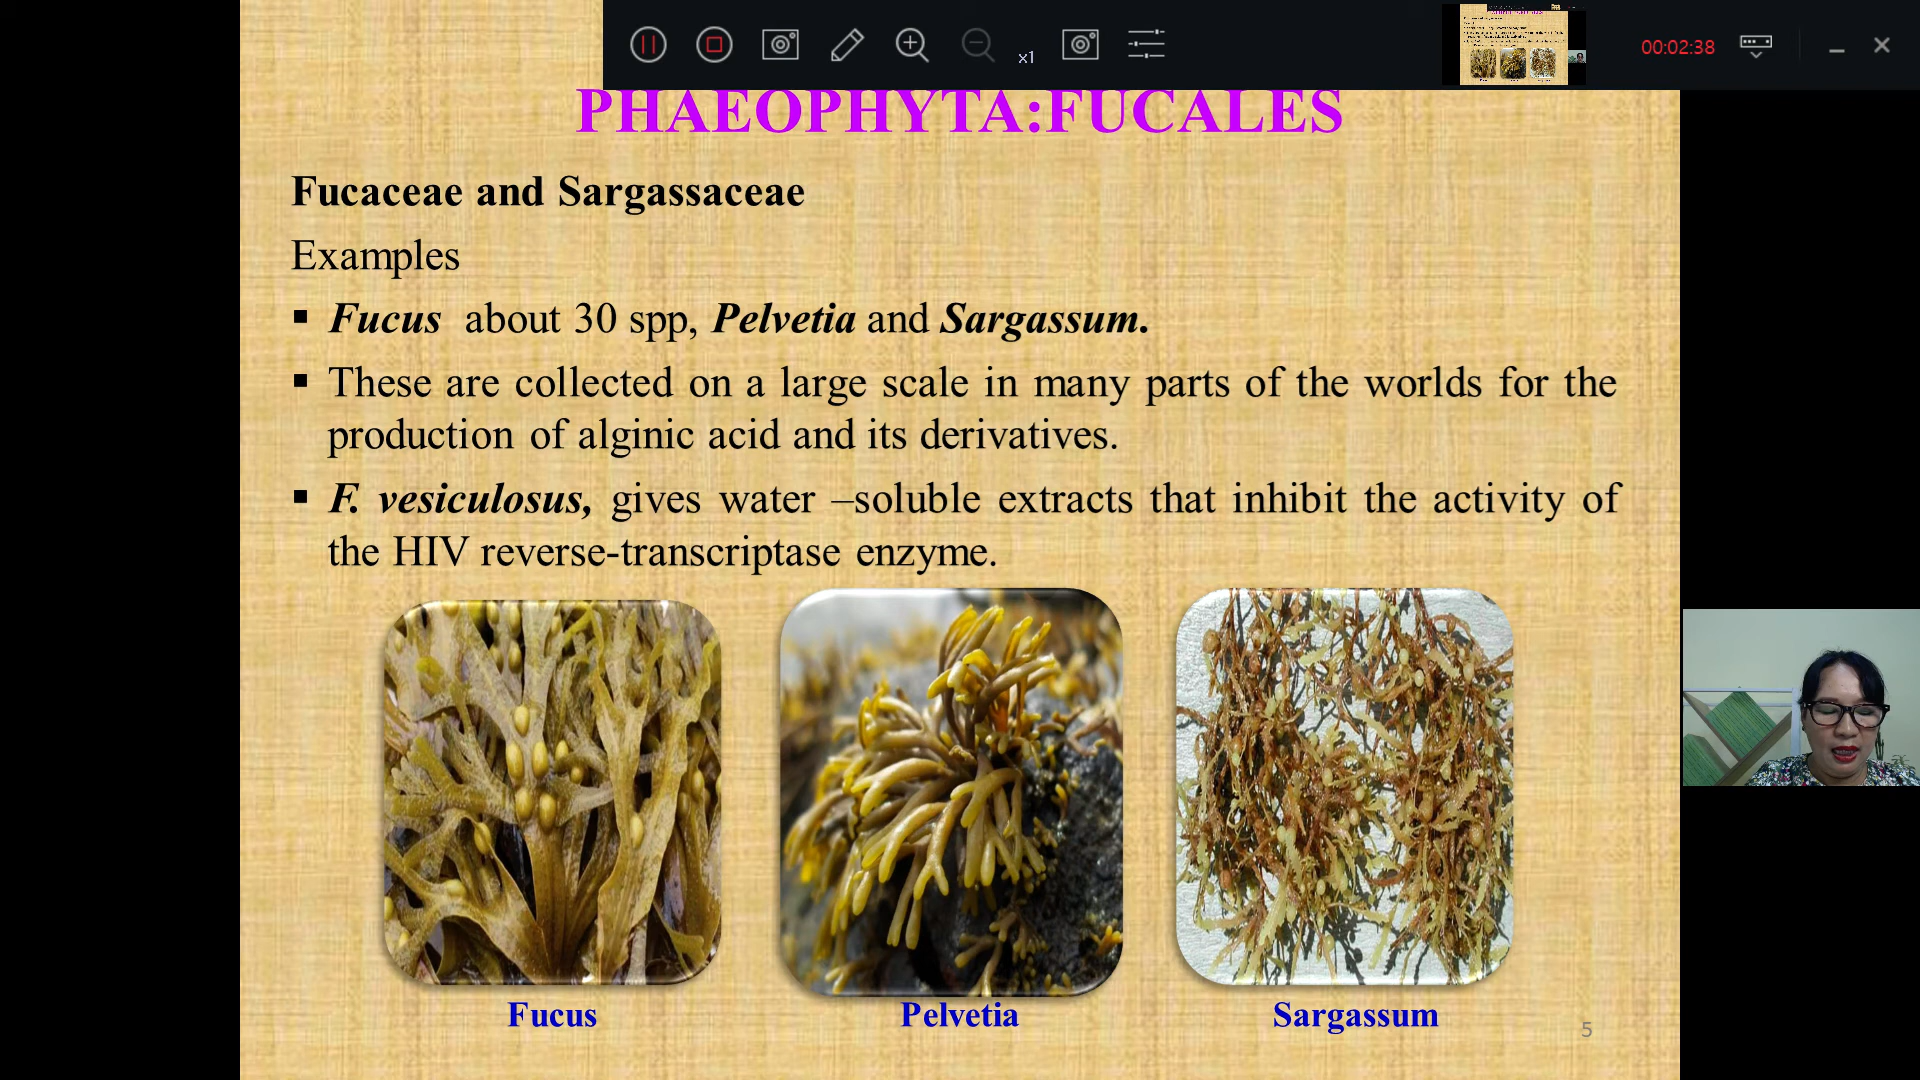 x1
00:02:38
PHAEOPHYTA:FUCALES
Fucaceae and Sargassaceae
Examples
▪ Fucus about 30 spp, Pelvetia and Sargassum.
▪ These are collected on a large scale in many parts of the worlds for the
production of alginic acid and its derivatives.
▪ F. vesiculosus, gives water –soluble extracts that inhibit the activity of
the HIV reverse-transcriptase enzyme.
Fucus
Pelvetia
Sargassum
5